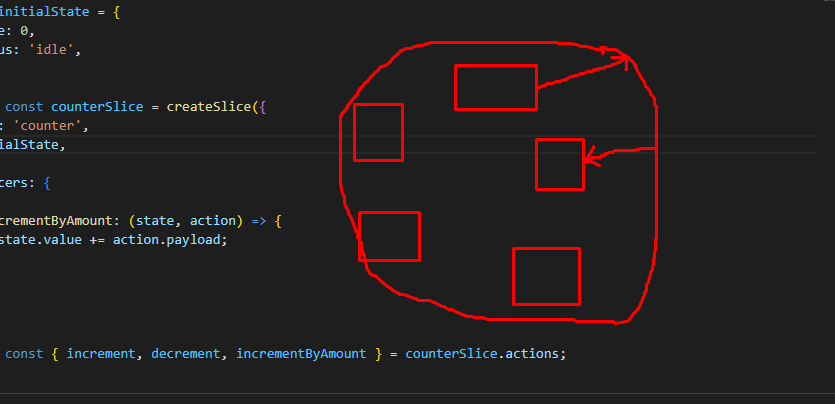 initialState = {
e: 0,
us: 'idle',
const counterSlice = createSlice({
: 'counter',
ialState,
cers: {
crementByAmount: (state, action) => {
state.value += action.payload;
const { increment, decrement, incrementByAmount } = counterSlice.actions;